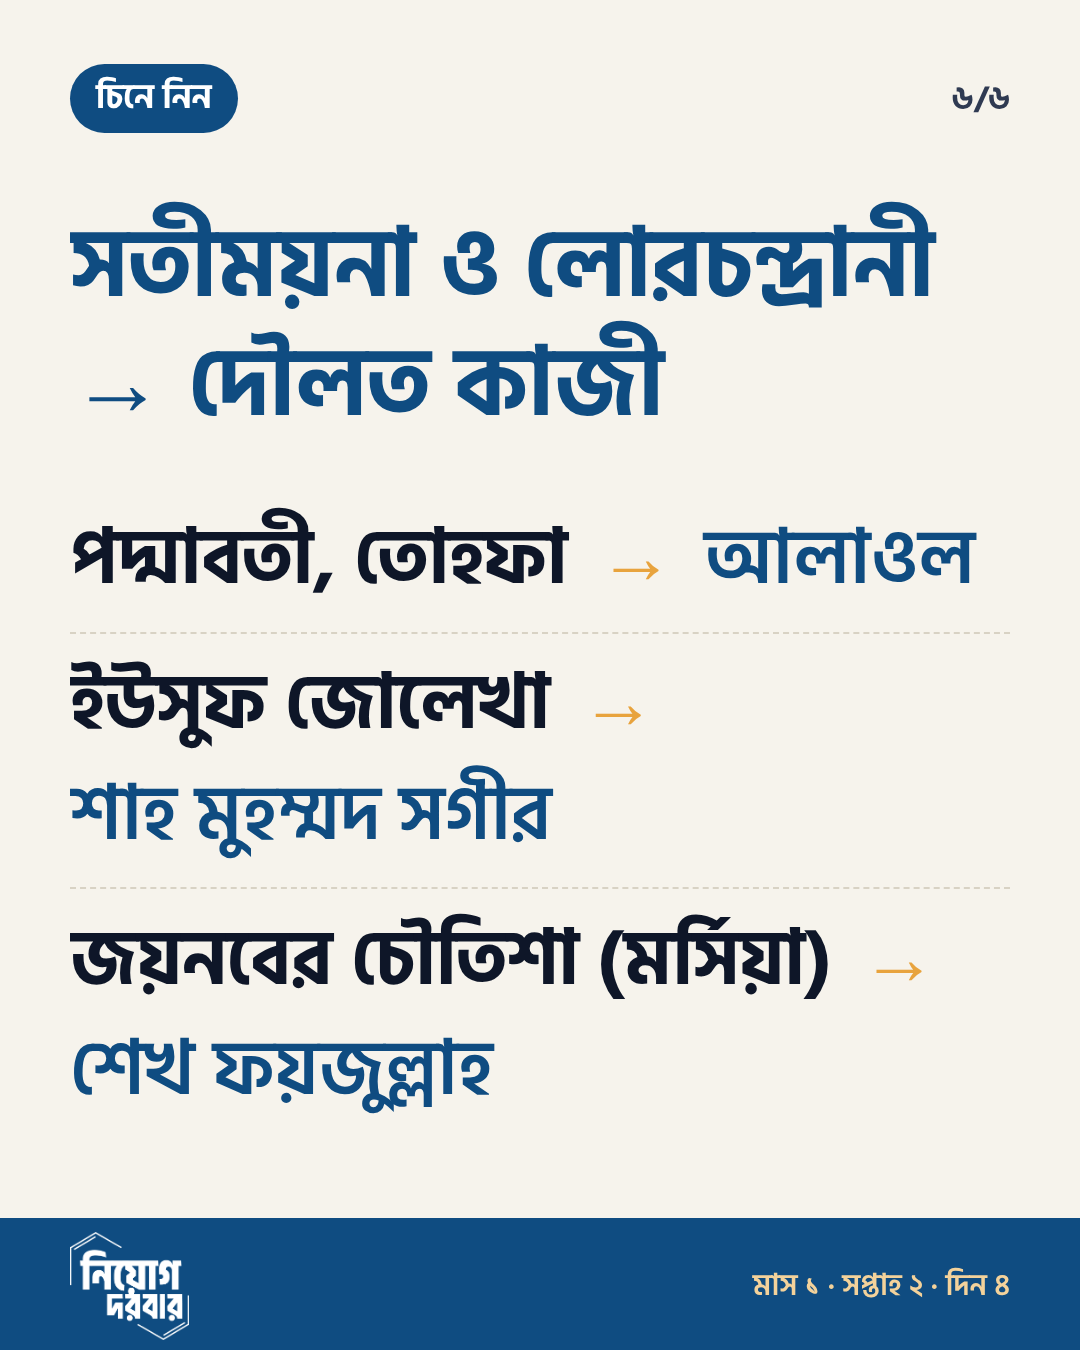 চিনে নিন
৬/৬
সতীময়না ও লোরচন্দ্রানী
→ দৌলত কাজী
পদ্মাবতী, তোহফা → আলাওল
ইউসুফ জোলেখা →
শাহ মুহম্মদ সগীর
জয়নবের চৌতিশা (মর্সিয়া) →
শেখ ফয়জুল্লাহ
নিয়োগ
দরবার
মাস ১ · সপ্তাহ ২ · দিন ৪